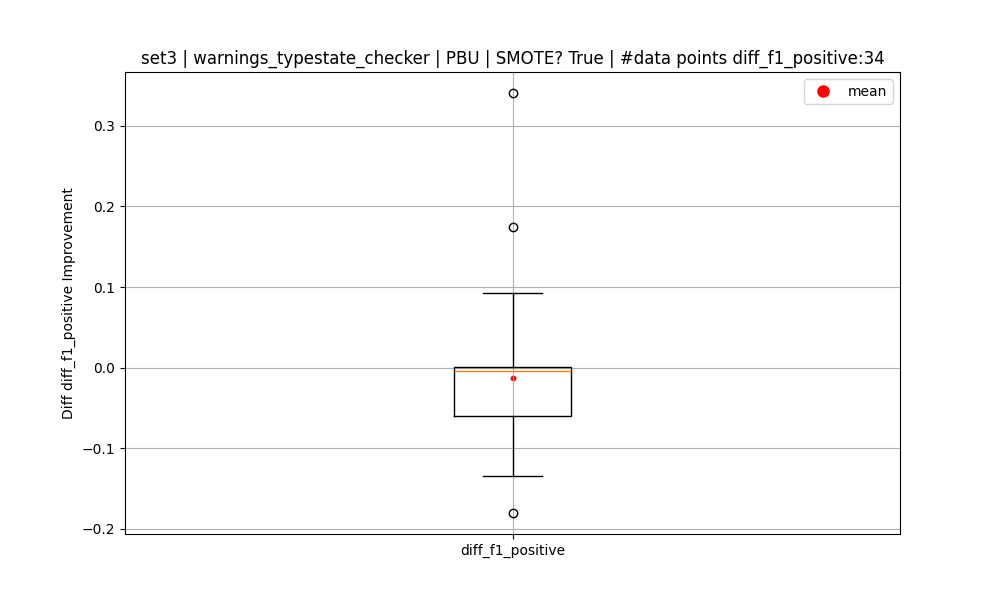 set3 | warnings_typestate_checker | PBU | SMOTE? True | #data points diff_f1_positive:34
mean
0.3
0.2
0.1
0.0
−0.1
−0.2
Diff diff_f1_positive Improvement
diff_f1_positive